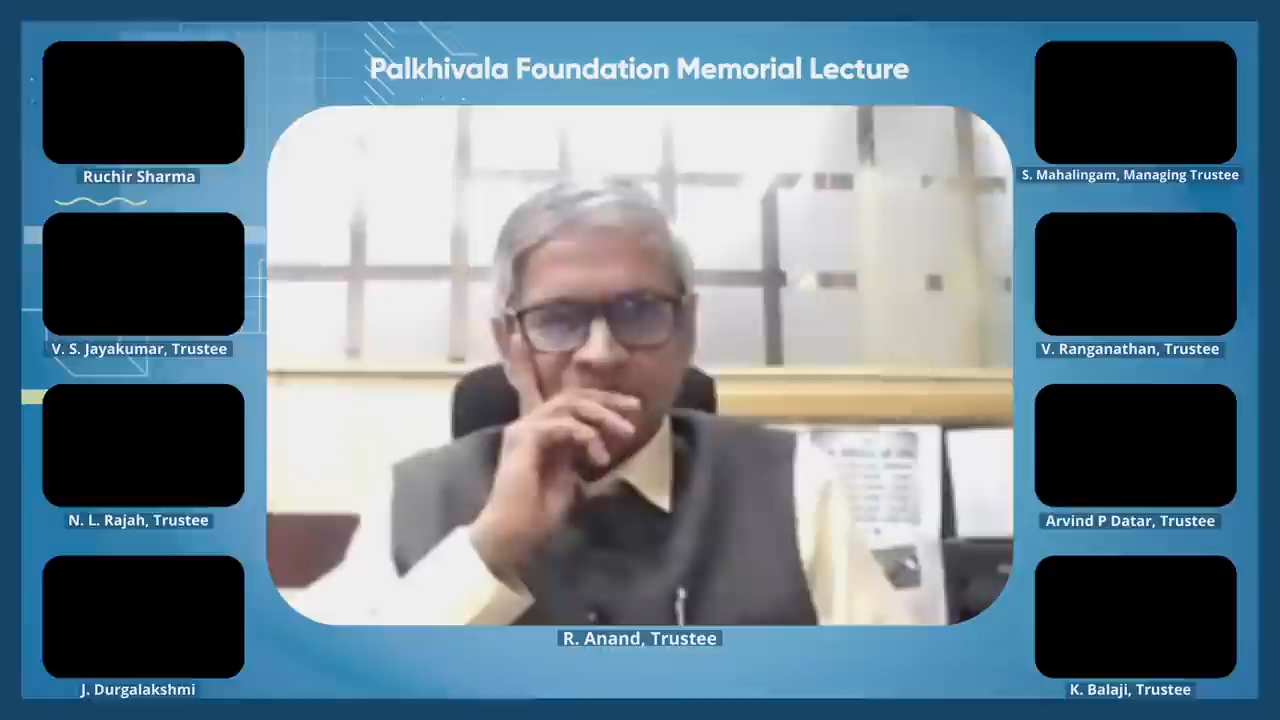 Palkhivala Foundation Memorial Lecture
Ruchir Sharma
S. Mahalingam, Managing Trustee
V. S. Jayakumar, Trustee
V. Ranganathan, Trustee
N. L. Rajah, Trustee
Arvind P Datar, Trustee
R. Anand, Trustee
J. Durgalakshmi
K. Balaji, Trustee